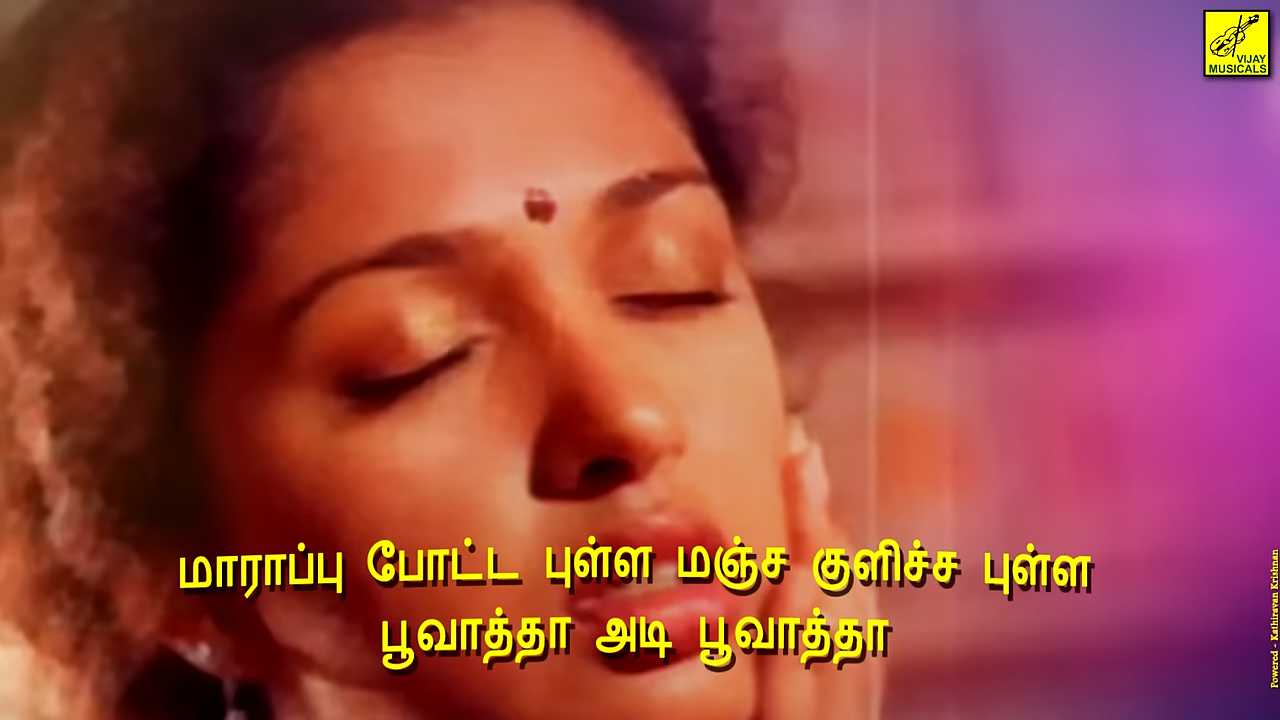 VIJAY
MUSICALS
மாராப்பு போட்ட புள்ள மஞ்ச குளிச்ச புள்ள
பூவாத்தா அடி பூவாத்தா
Powered - Kathiravan Krishnan